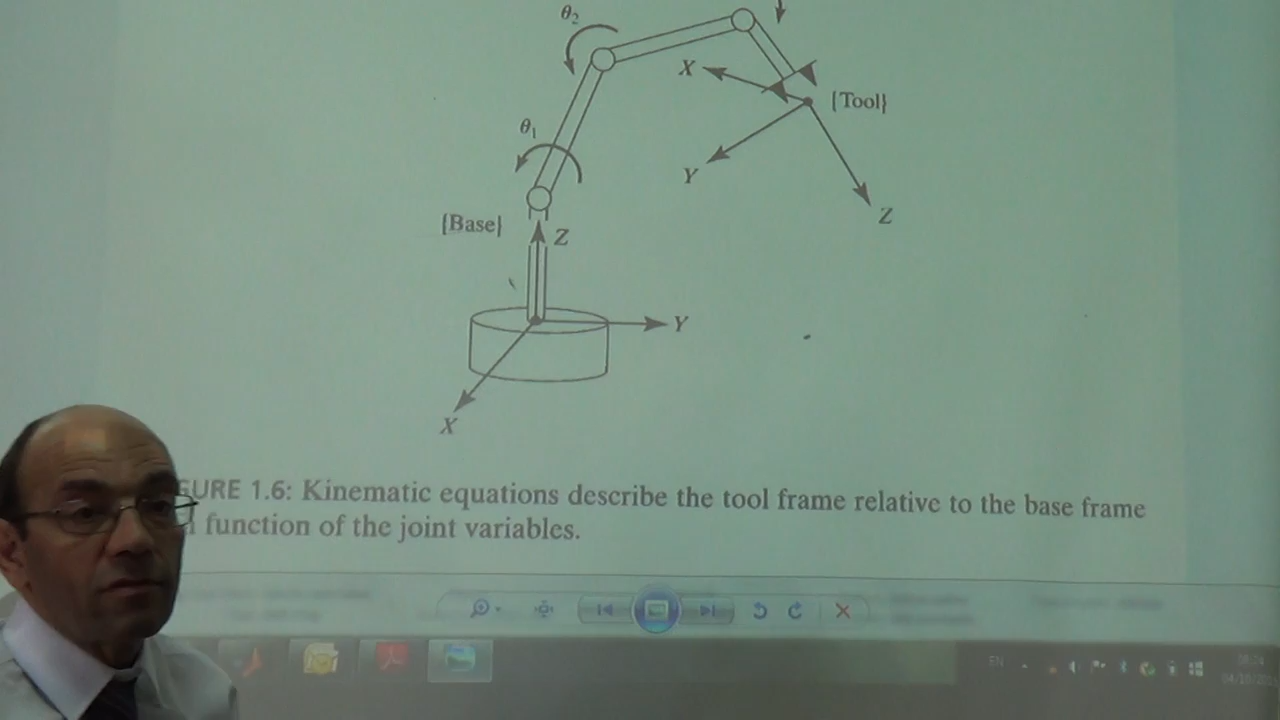 θ₂
X
{Tool}
θ₁
Y
{Base}
Z
Z
Y
X
GURE 1.6: Kinematic equations describe the tool frame relative to the base frame
function of the joint variables.
EN